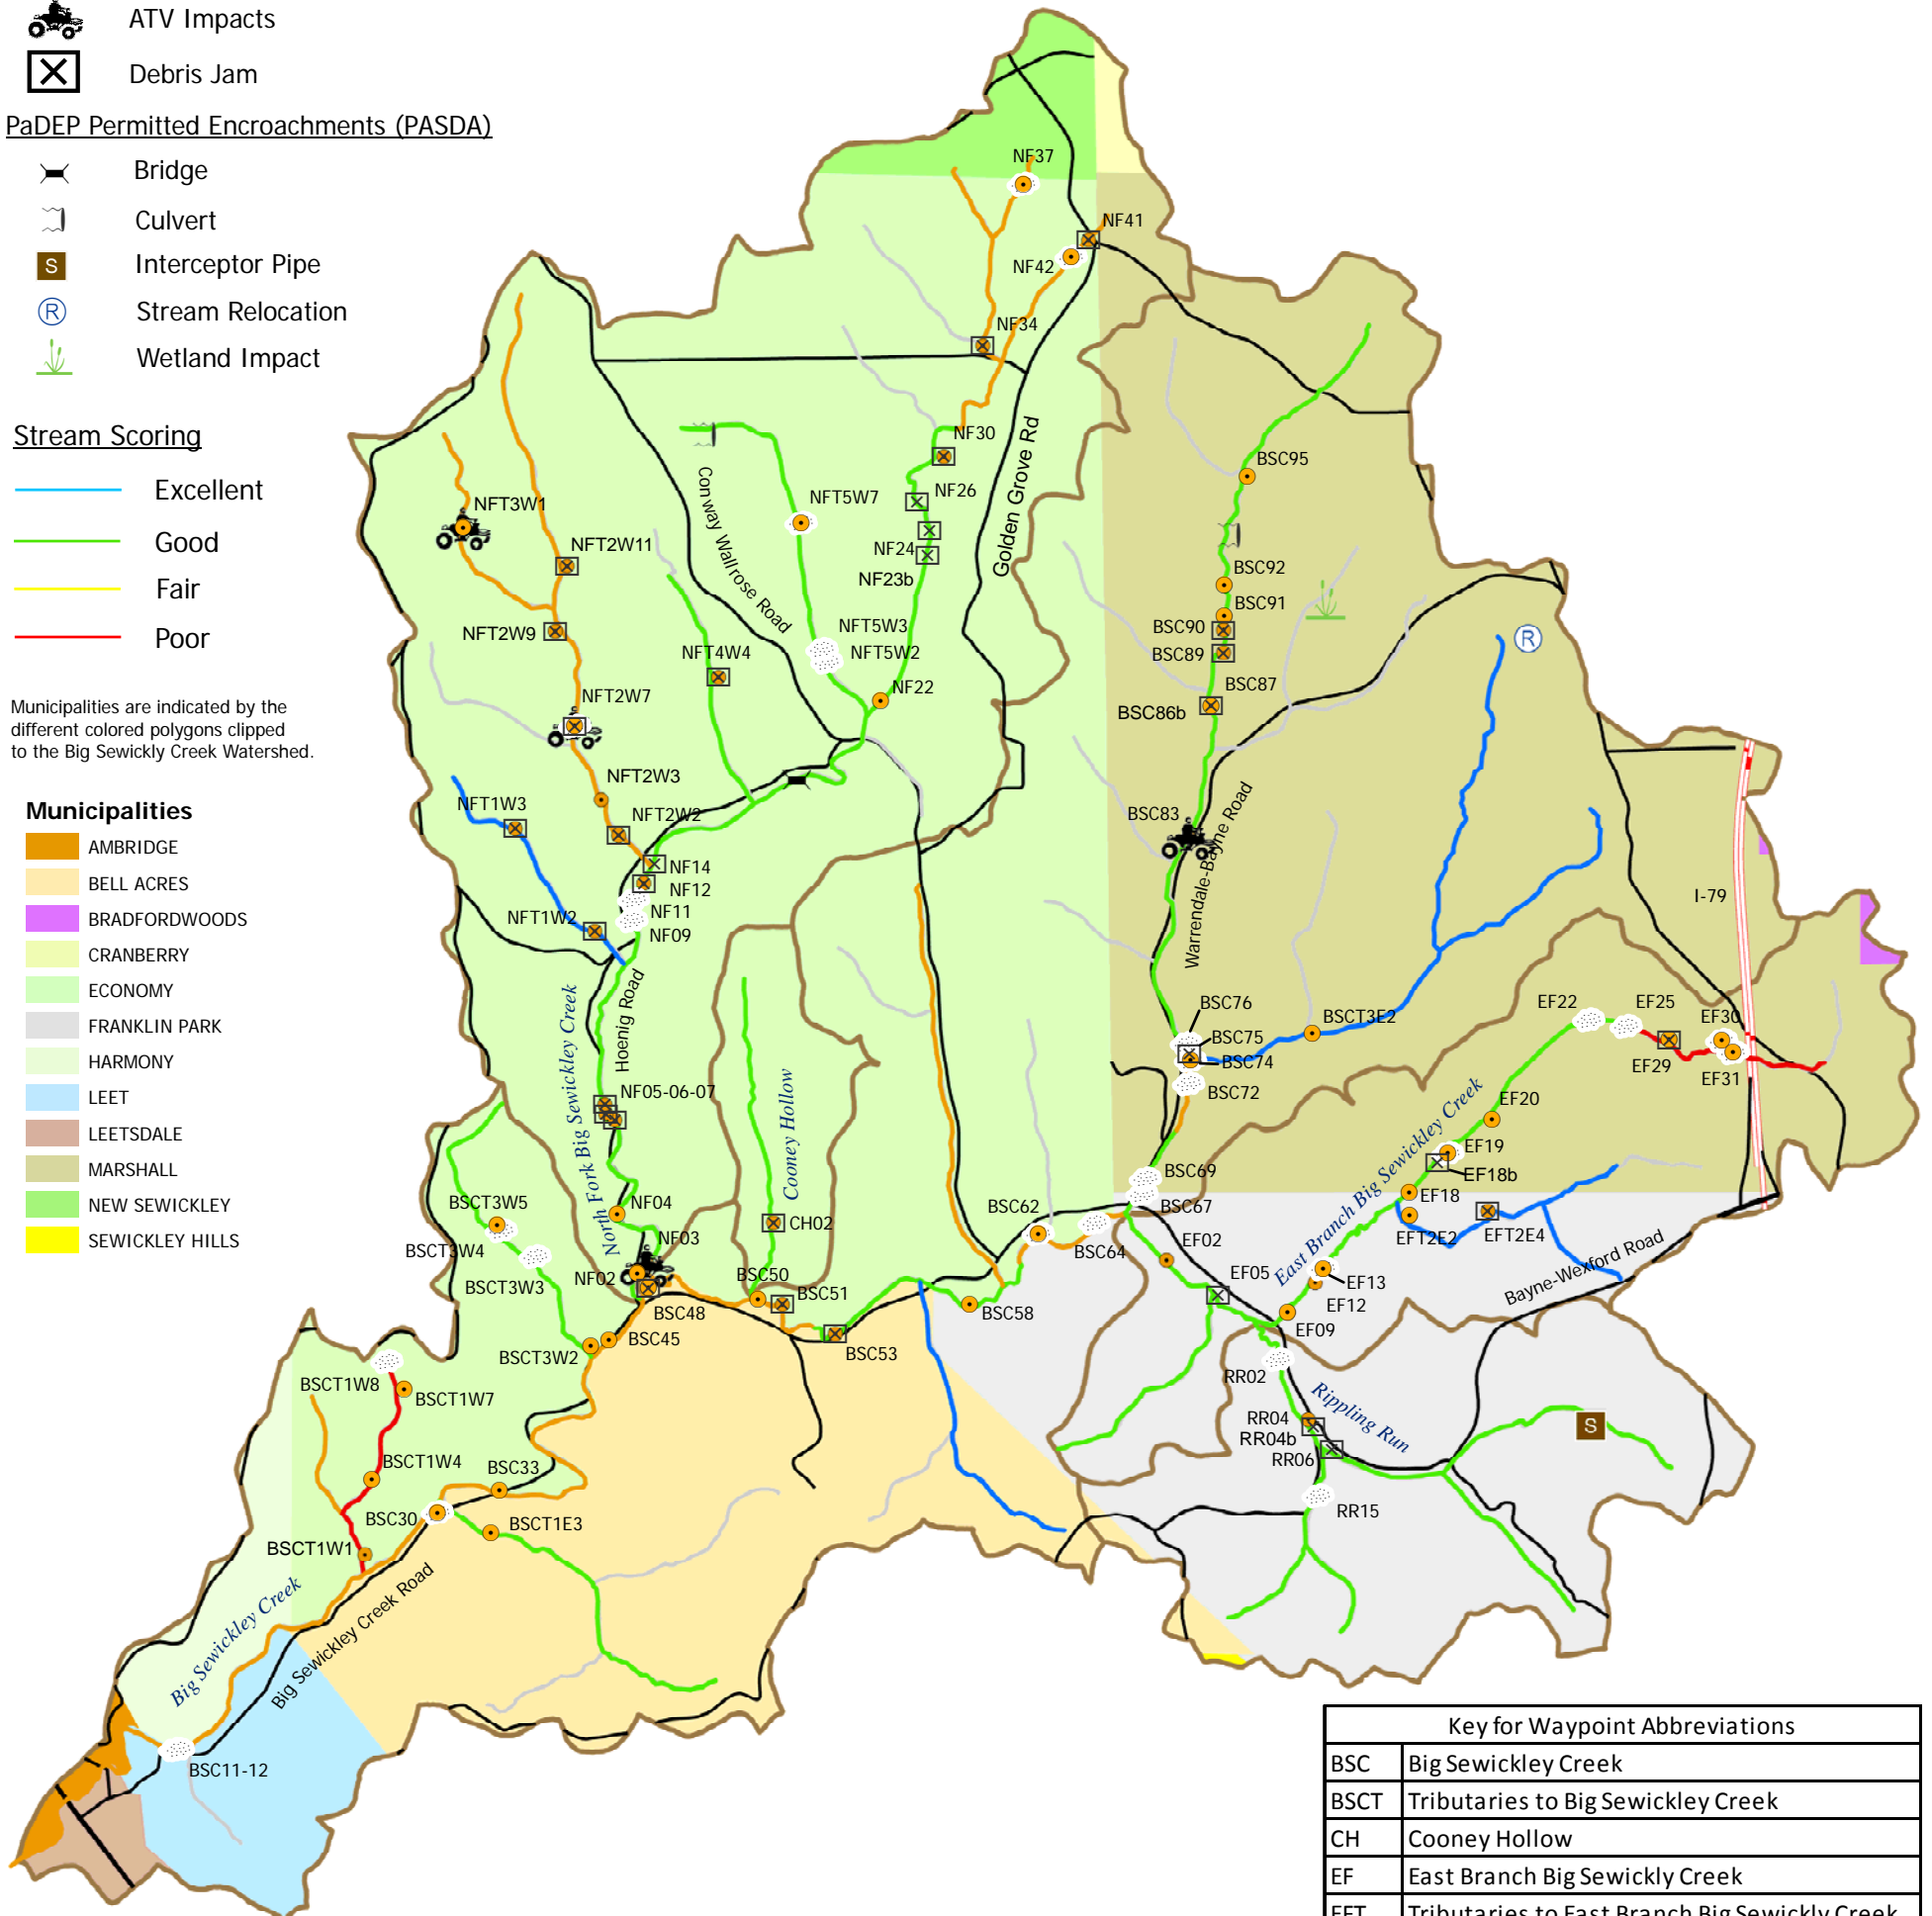 ATV Impacts
Debris Jam
PaDEP Permitted Encroachments (PASDA)
Bridge
Culvert
S
Interceptor Pipe
R
Stream Relocation
Wetland Impact
Stream Scoring
Excellent
Good
Fair
Poor
Municipalities are indicated by the
different colored polygons clipped
to the Big Sewickly Creek Watershed.
Municipalities
AMBRIDGE
BELL ACRES
BRADFORDWOODS
CRANBERRY
ECONOMY
FRANKLIN PARK
HARMONY
LEET
LEETSDALE
MARSHALL
NEW SEWICKLEY
SEWICKLEY HILLS
NF37
NF41
NF42
NF34
NF30
NF26
NF24
NF23b
NF22
Golden Grove Rd
Conway Wallrose Road
NFT5W7
NFT5W3
NFT5W2
NFT4W4
NFT3W1
NFT2W11
NFT2W9
NFT2W7
NFT2W3
NFT2W2
NFT1W3
NFT1W2
NF14
NF12
NF11
NF09
Hoenig Road
North Fork Big Sewickley Creek
NF05-06-07
NF04
NF03
NF02
Cooney Hollow
CH02
BSC95
BSC92
BSC91
BSC90
BSC89
BSC87
BSC86b
BSC83
Warrendale-Bayne Road
R
I-79
BSC76
BSC75
BSC74
BSC72
BSCT3E2
BSC69
BSC67
BSC64
BSC62
BSC58
BSC53
BSC51
BSC50
BSC48
BSC45
BSCT3W5
BSCT3W4
BSCT3W3
BSCT3W2
EF22
EF25
EF30
EF29
EF31
EF20
EF19
EF18b
EF18
EFT2E2
EFT2E4
East Branch Big Sewickley Creek
EF13
EF12
EF09
EF05
EF02
Bayne-Wexford Road
RR02
Rippling Run
RR04
RR04b
RR06
RR15
S
BSCT1W8
BSCT1W7
BSCT1W4
BSCT1W1
BSC33
BSC30
BSCT1E3
Big Sewickley Creek
Big Sewickley Creek Road
BSC11-12
Key for Waypoint Abbreviations
BSC Big Sewickley Creek
BSCT Tributaries to Big Sewickley Creek
CH Cooney Hollow
EF East Branch Big Sewickly Creek
EFT Tributaries to East Branch Big Sewickly Creek